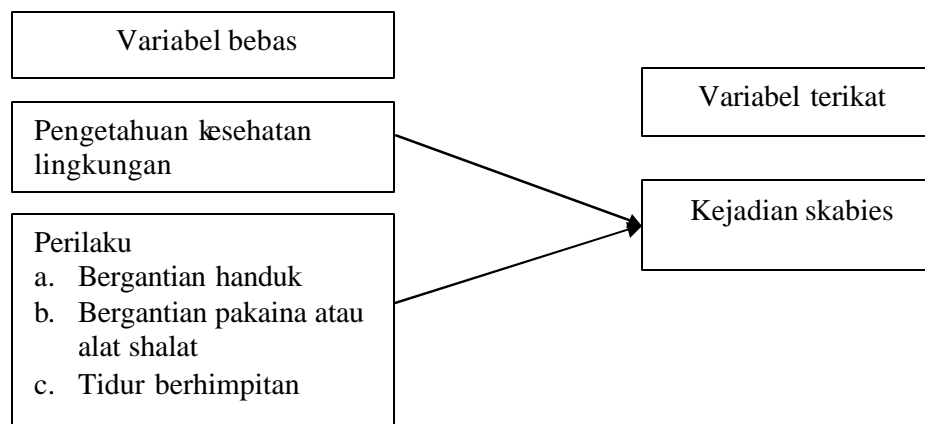 Variabel bebas
Pengetahuan kesehatan
lingkungan
Perilaku
a. Bergantian handuk
b. Bergantian pakaina atau
alat shalat
c. Tidur berhimpitan
Variabel terikat
Kejadian skabies